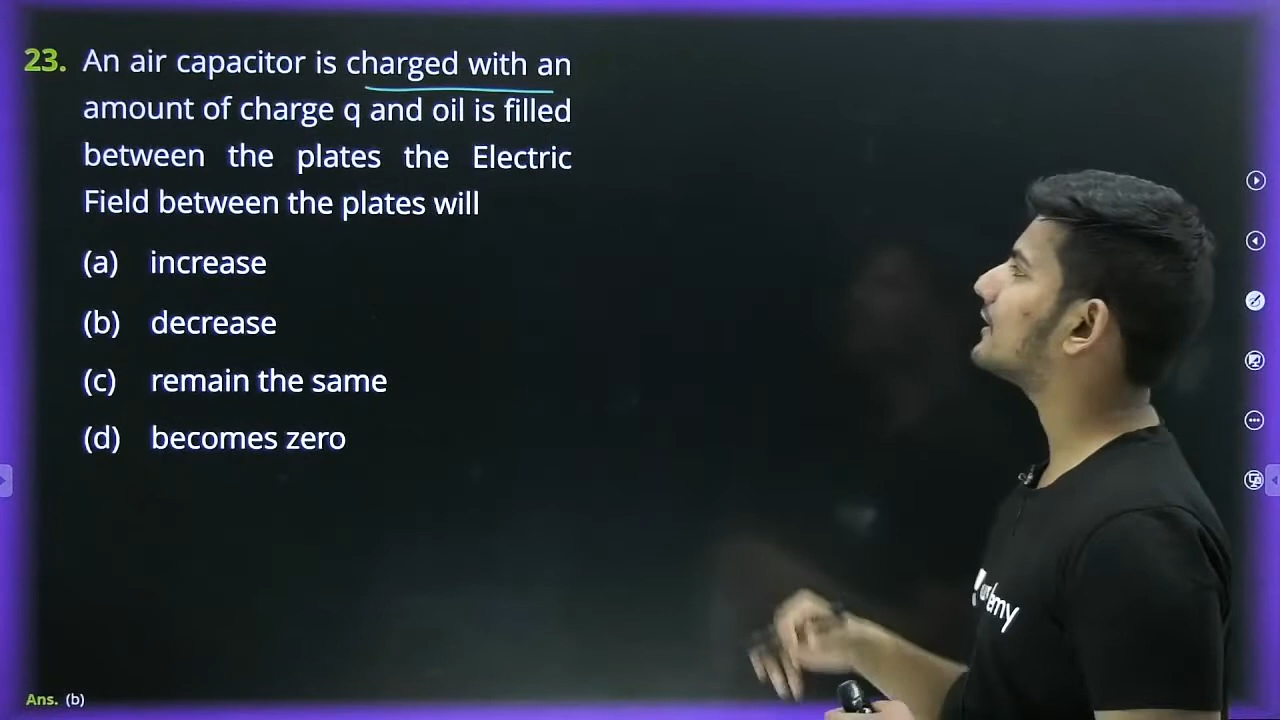 23. An air capacitor is charged with an
amount of charge q and oil is filled
between the plates the Electric
Field between the plates will
(a) increase
(b) decrease
(c) remain the same
(d) becomes zero
Ans. (b)